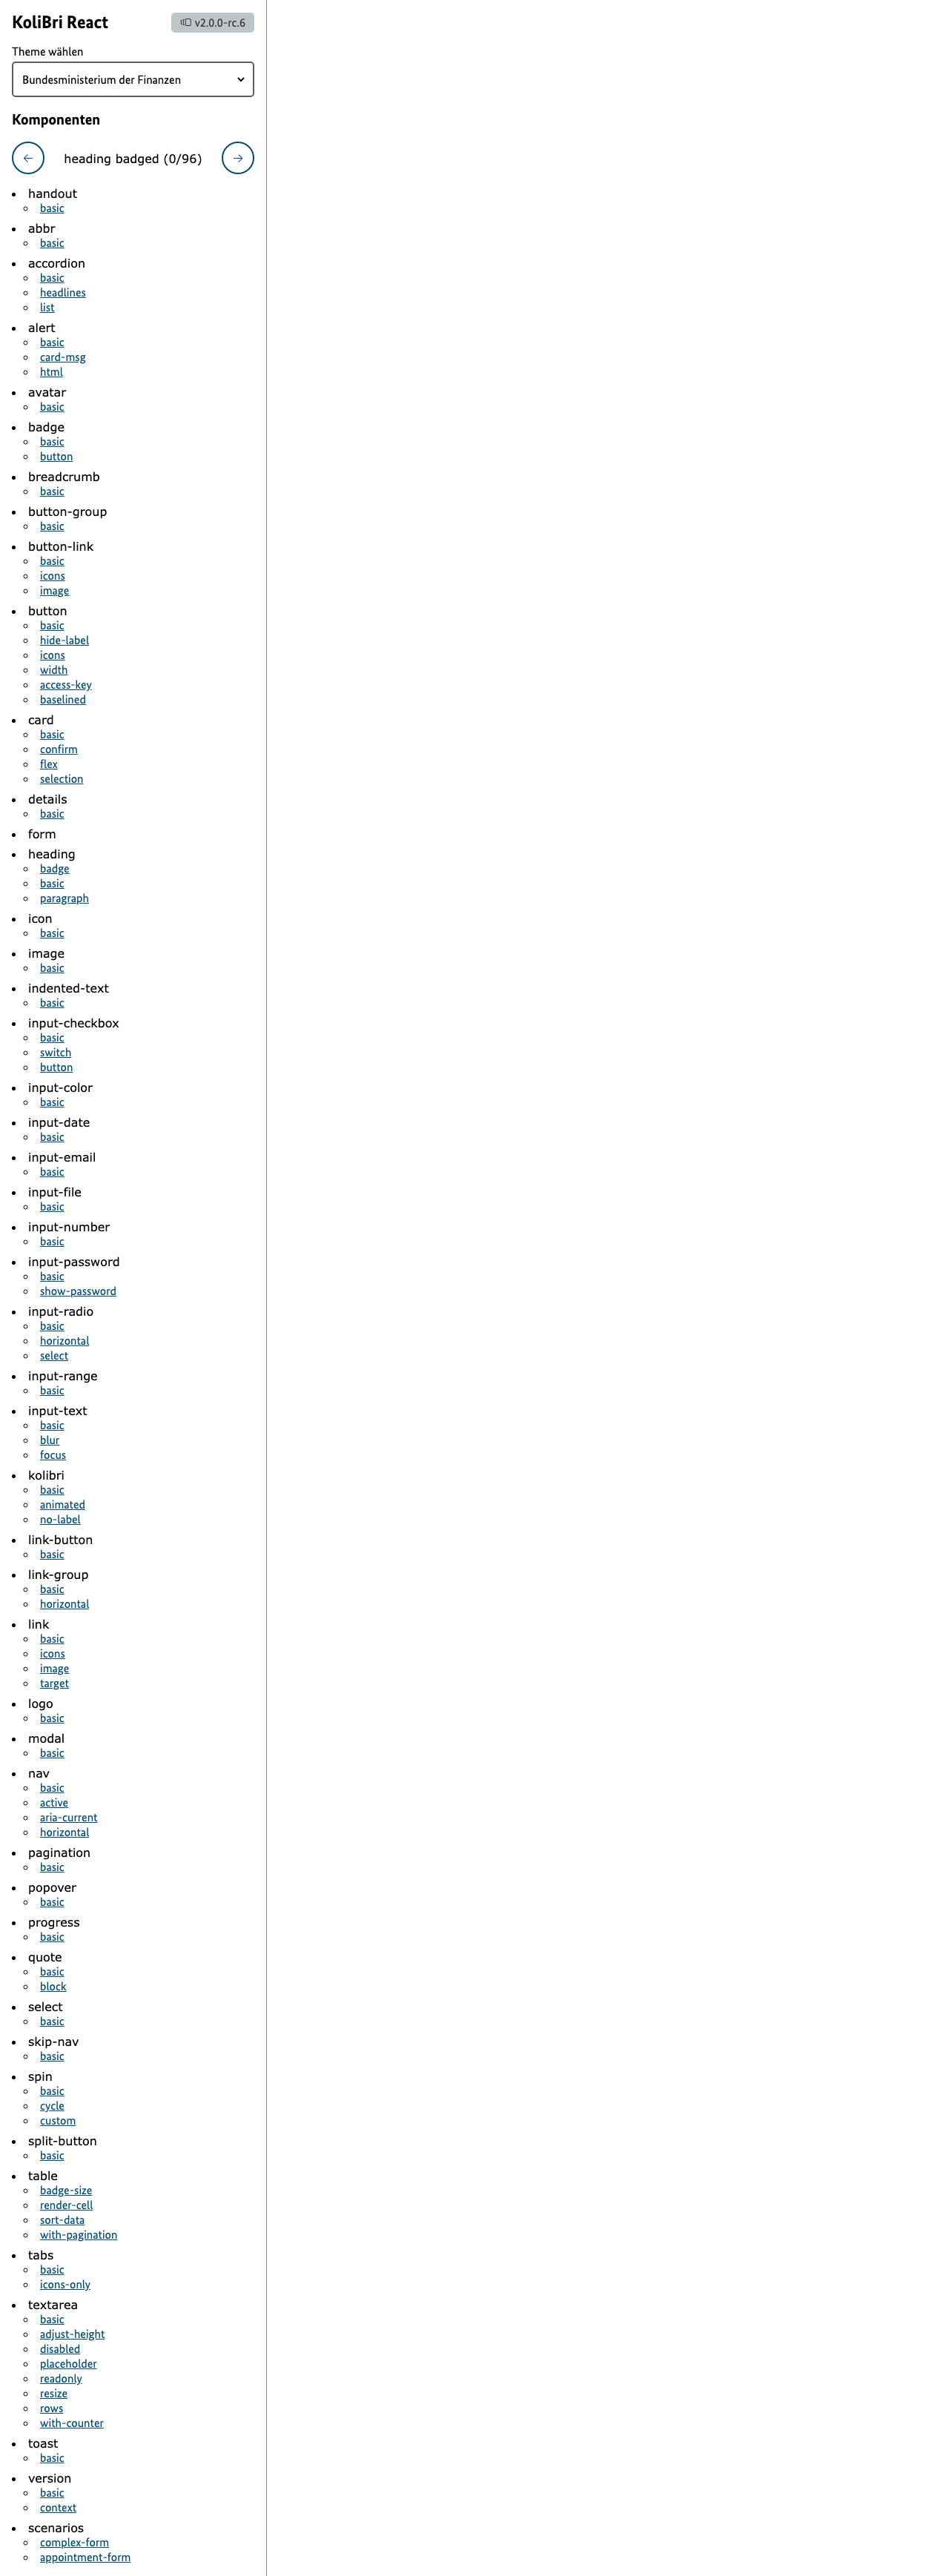 KoliBri React
v2.0.0-rc.6
Theme wählen
Bundesministerium der Finanzen
Komponenten
heading badged (0/96)
handout
basic
abbr
basic
accordion
basic
headlines
list
alert
basic
card-msg
html
avatar
basic
badge
basic
button
breadcrumb
basic
button-group
basic
button-link
basic
icons
image
button
basic
hide-label
icons
width
access-key
baselined
card
basic
confirm
flex
selection
details
basic
form
heading
badge
basic
paragraph
icon
basic
image
basic
indented-text
basic
input-checkbox
basic
switch
button
input-color
basic
input-date
basic
input-email
basic
input-file
basic
input-number
basic
input-password
basic
show-password
input-radio
basic
horizontal
select
input-range
basic
input-text
basic
blur
focus
kolibri
basic
animated
no-label
link-button
basic
link-group
basic
horizontal
link
basic
icons
image
target
logo
basic
modal
basic
nav
basic
active
aria-current
horizontal
pagination
basic
popover
basic
progress
basic
quote
basic
block
select
basic
skip-nav
basic
spin
basic
cycle
custom
split-button
basic
table
badge-size
render-cell
sort-data
with-pagination
tabs
basic
icons-only
textarea
basic
adjust-height
disabled
placeholder
readonly
resize
rows
with-counter
toast
basic
version
basic
context
scenarios
complex-form
appointment-form